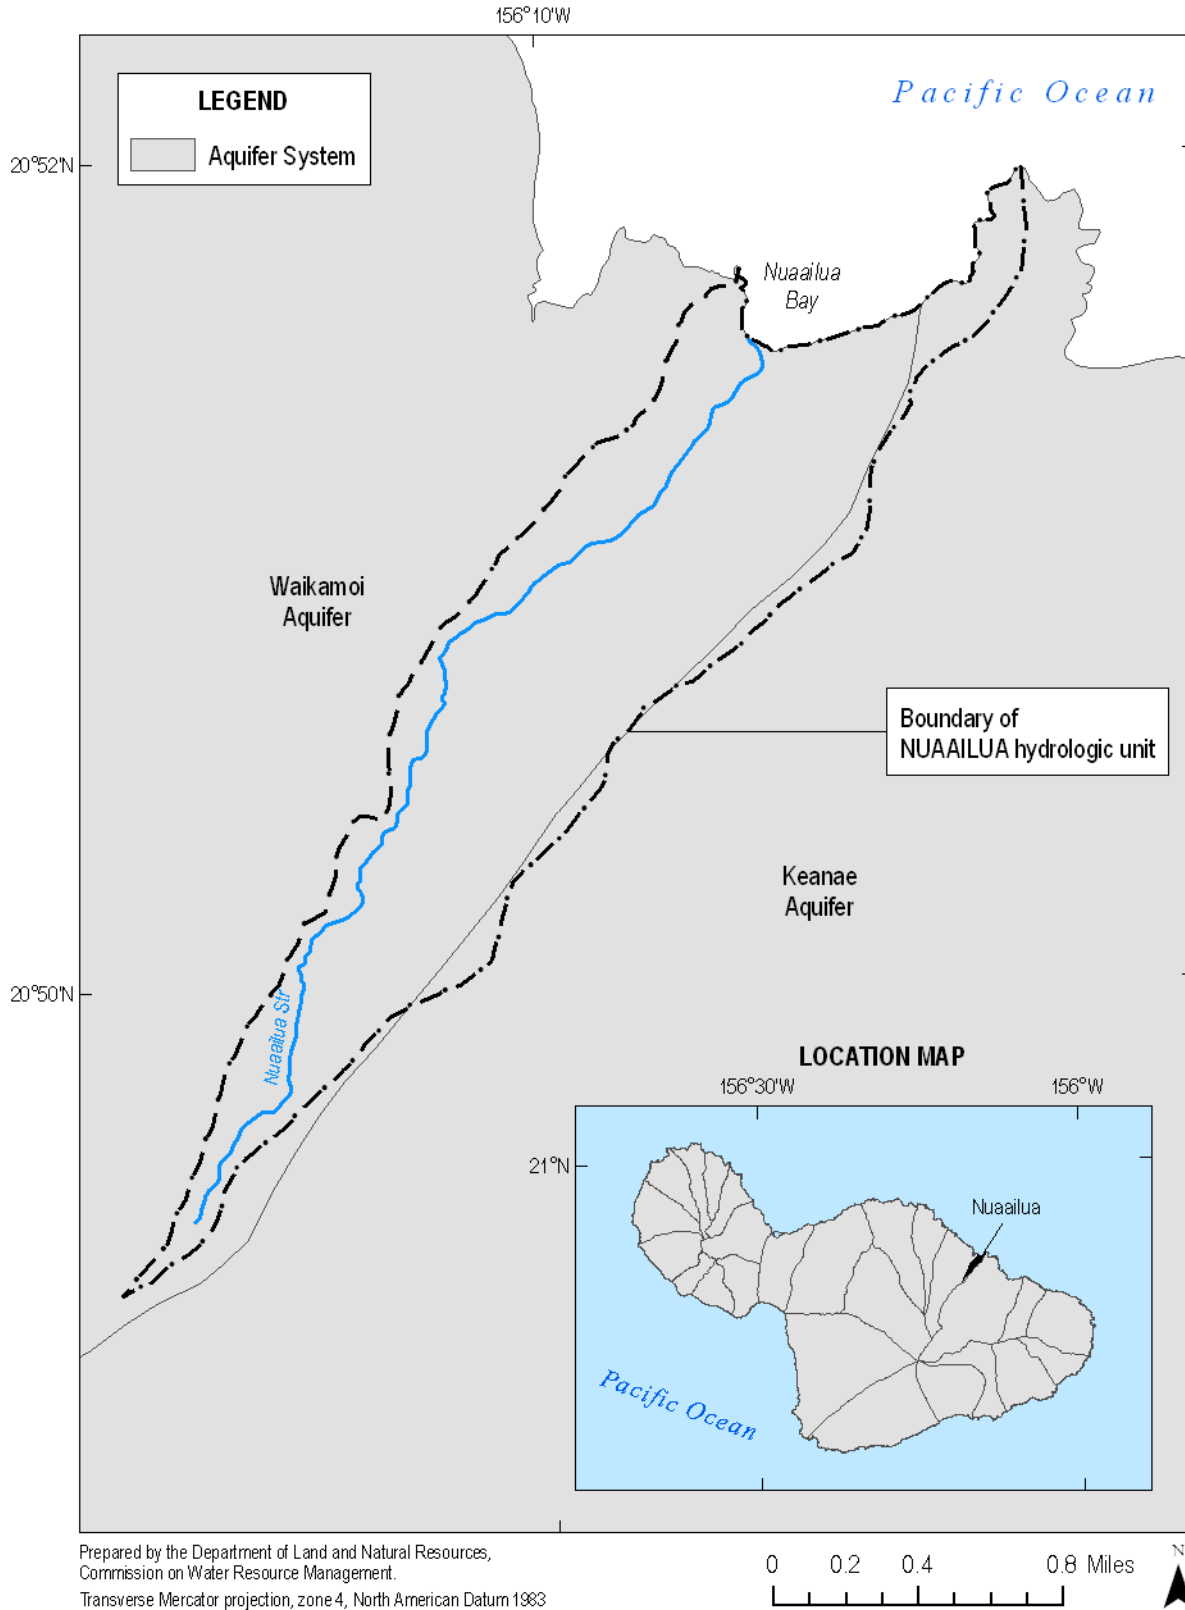 156°10'W
Pacific Ocean
LEGEND
Aquifer System
20°52'N
Nuaailua
Bay
Waikamoi
Aquifer
Boundary of
NUAAILUA hydrologic unit
Keanae
Aquifer
20°50'N
Nuaailua Str
LOCATION MAP
156°30'W
156°W
21°N
Nuaailua
Pacific Ocean
Prepared by the Department of Land and Natural Resources,
Commission on Water Resource Management.
Transverse Mercator projection, zone 4, North American Datum 1983
0 0.2 0.4 0.8 Miles
N